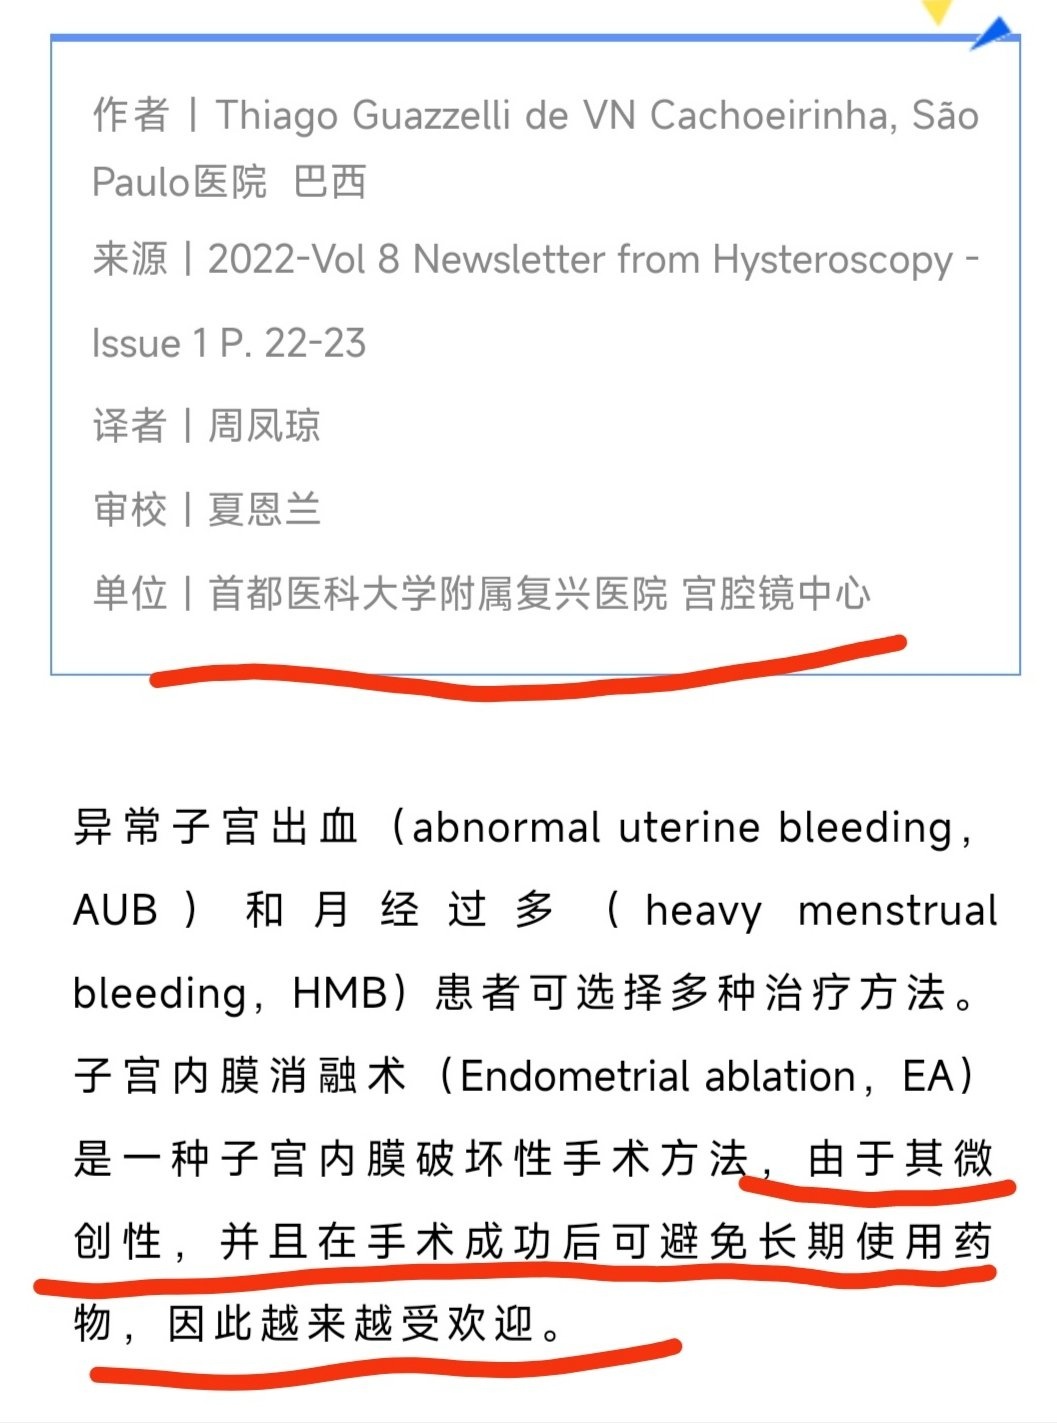 作者丨Thiago Guazzelli de VN Cachoeirinha, São
Paulo医院 巴西
来源丨2022-Vol 8 Newsletter from Hysteroscopy -
Issue 1 P. 22-23
译者丨周凤琼
审校丨夏恩兰
单位丨首都医科大学附属复兴医院 宫腔镜中心
异常子宫出血（abnormal uterine bleeding，
AUB）和月经过多（heavy menstrual
bleeding，HMB）患者可选择多种治疗方法。
子宫内膜消融术（Endometrial ablation，EA）
是一种子宫内膜破坏性手术方法，由于其微
创性，并且在手术成功后可避免长期使用药
物，因此越来越受欢迎。